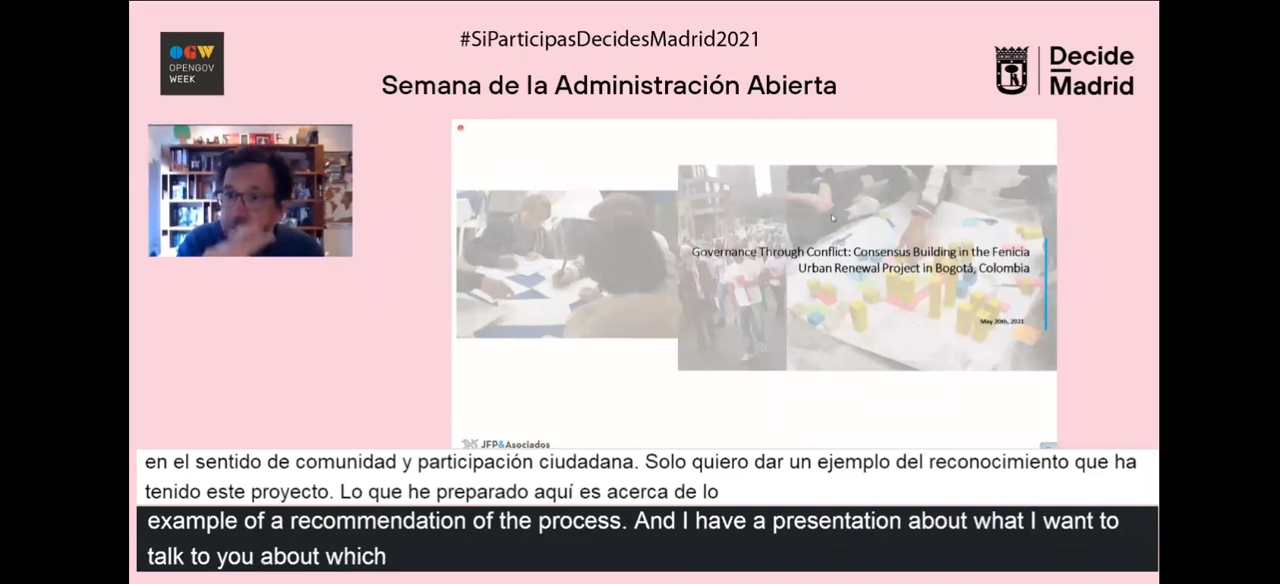 #SiParticipasDecidesMadrid2021
OGW
OPENGOV
WEEK
Semana de la Administración Abierta
Decide
Madrid
Governance Through Conflict: Consensus Building in the Fenicia
Urban Renewal Project in Bogotá, Colombia
May 20th, 2021
JFP&Asociados
en el sentido de comunidad y participación ciudadana. Solo quiero dar un ejemplo del reconocimiento que ha
tenido este proyecto. Lo que he preparado aquí es acerca de lo
example of a recommendation of the process. And I have a presentation about what I want to
talk to you about which